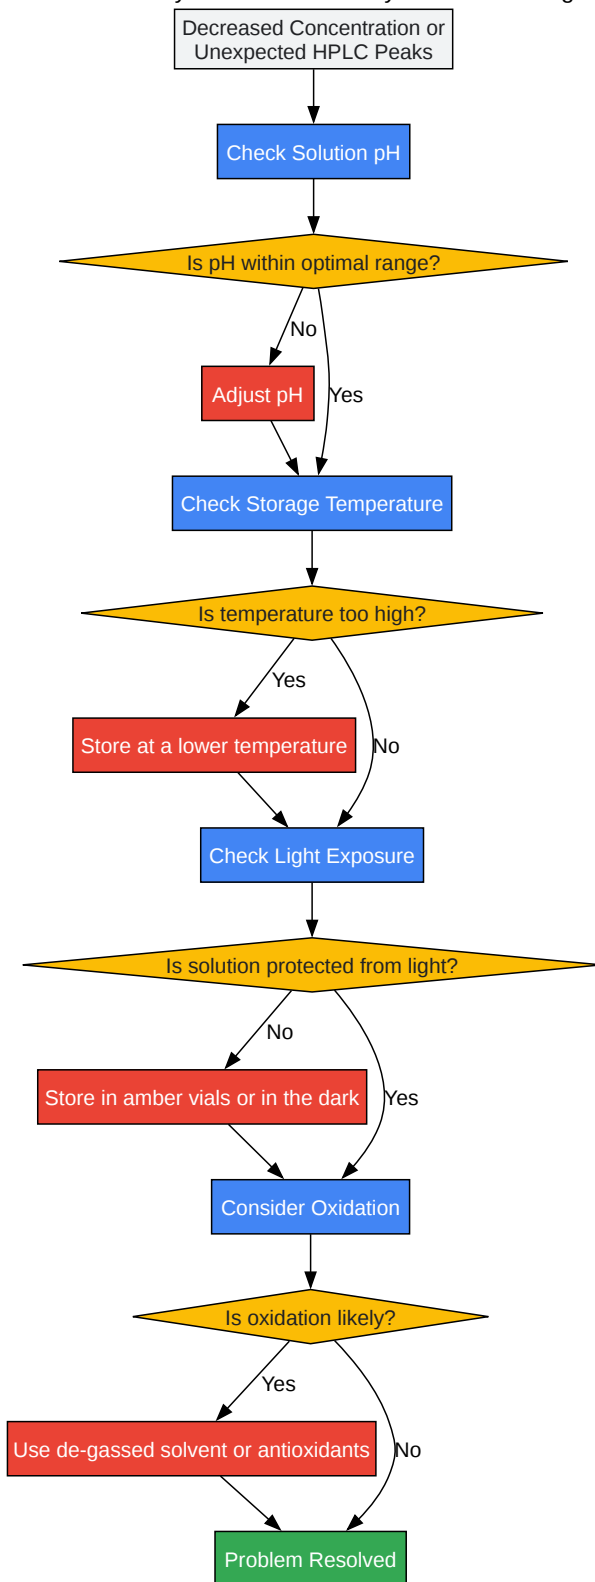 Decreased Concentration or
Unexpected HPLC Peaks
Check Solution pH
Is pH within optimal range?
No
Adjust pH
Yes
Check Storage Temperature
Is temperature too high?
Yes
Store at a lower temperature
No
Check Light Exposure
Is solution protected from light?
No
Store in amber vials or in the dark
Yes
Consider Oxidation
Is oxidation likely?
Yes
Use de-gassed solvent or antioxidants
No
Problem Resolved